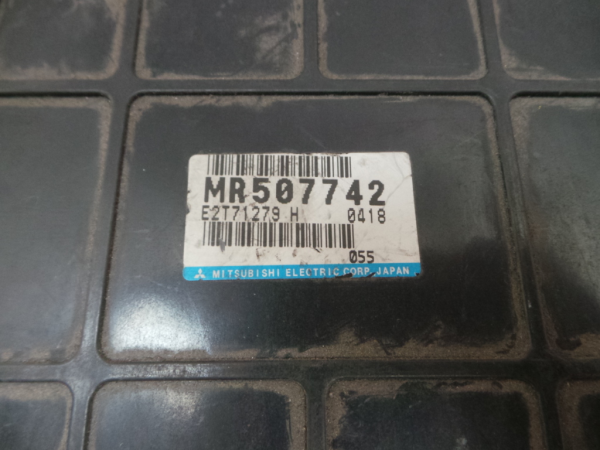 MR507742
E2T71279 H 0418
055
MITSUBISHI ELECTRIC CORP. JAPAN